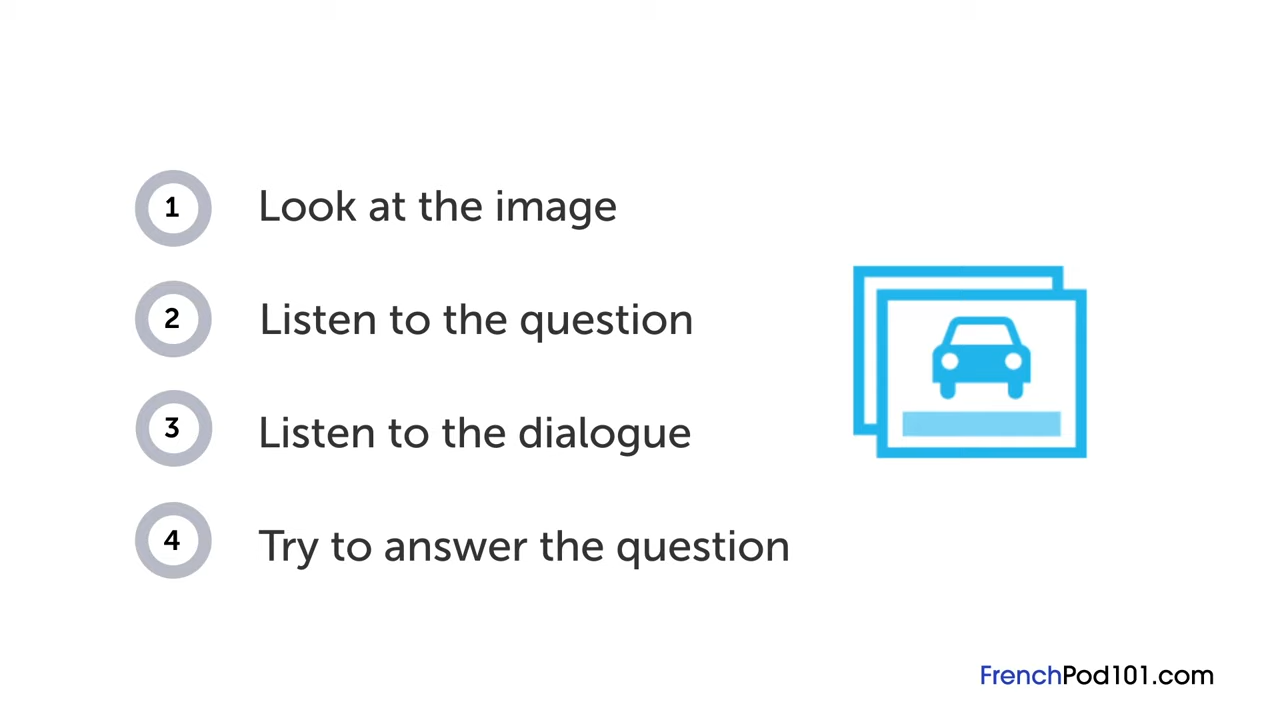 1 Look at the image
2 Listen to the question
3 Listen to the dialogue
4 Try to answer the question
FrenchPod101.com